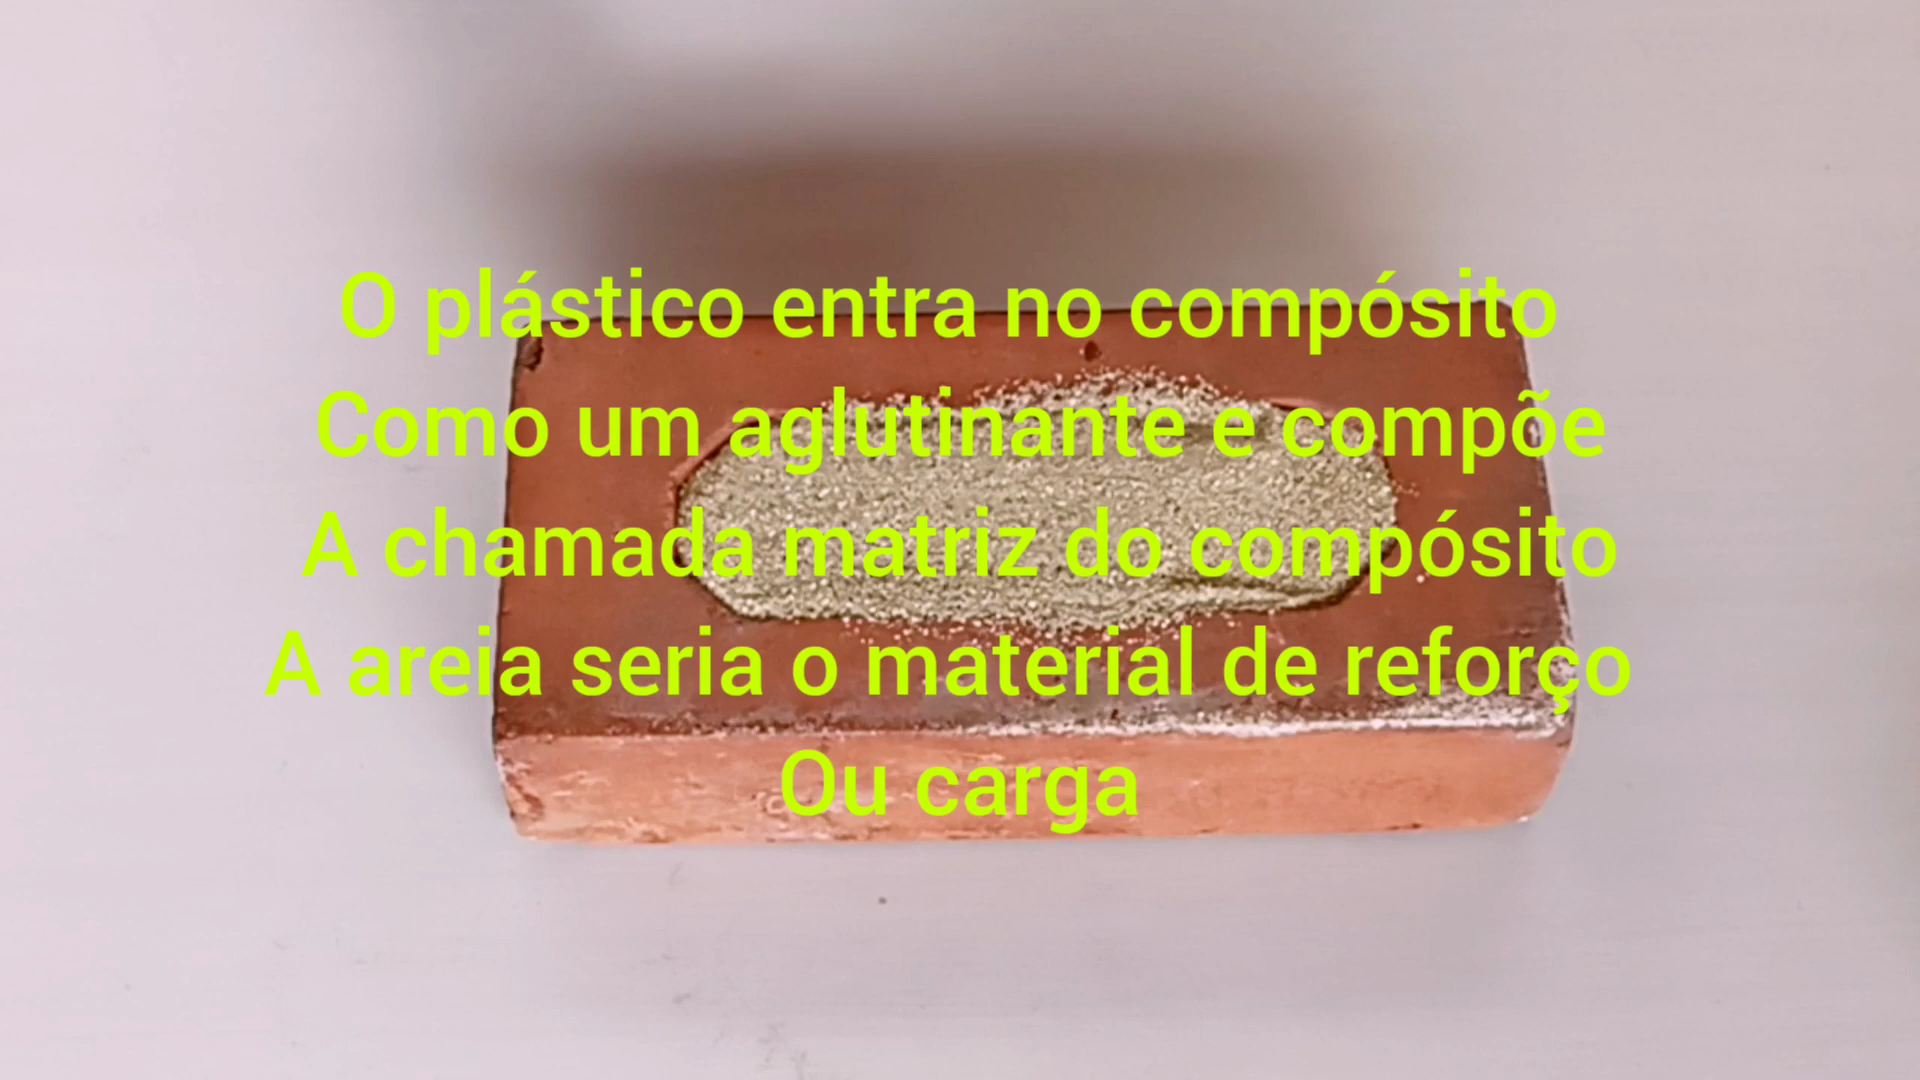 O plástico entra no compósito
Como um aglutinante e compõe
A chamada matriz do compósito
A areia seria o material de reforço
Ou carga